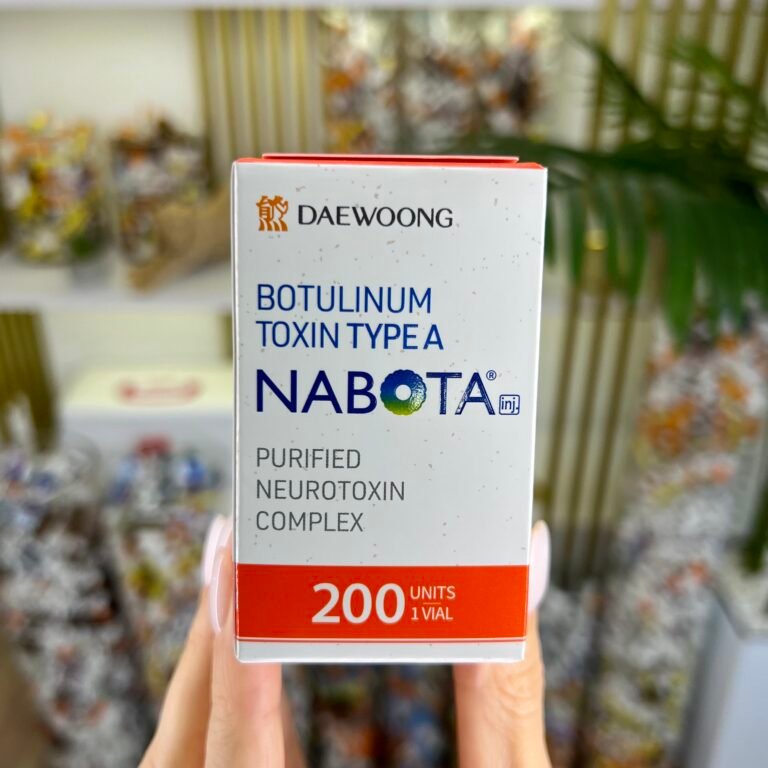 DAEWOONG
BOTULINUM
TOXIN TYPE A
NABOTA® inj.
PURIFIED
NEUROTOXIN
COMPLEX
200 UNITS
1 VIAL